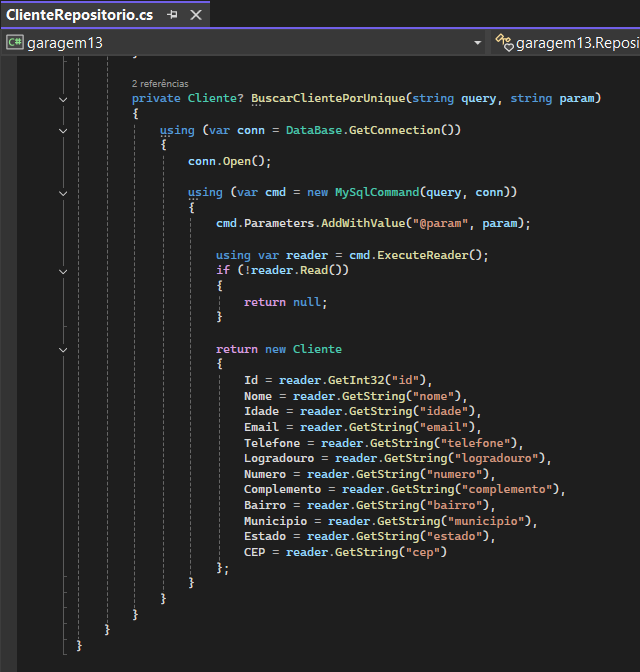 ClienteRepositorio.cs
C# garagem13 garagem13.Reposi
}
2 referências
private Cliente? BuscarClientePorUnique(string query, string param)
{
using (var conn = DataBase.GetConnection())
{
conn.Open();
using (var cmd = new MySqlCommand(query, conn))
{
cmd.Parameters.AddWithValue("@param", param);
using var reader = cmd.ExecuteReader();
if (!reader.Read())
{
return null;
}
return new Cliente
{
Id = reader.GetInt32("id"),
Nome = reader.GetString("nome"),
Idade = reader.GetString("idade"),
Email = reader.GetString("email"),
Telefone = reader.GetString("telefone"),
Logradouro = reader.GetString("logradouro"),
Numero = reader.GetString("numero"),
Complemento = reader.GetString("complemento"),
Bairro = reader.GetString("bairro"),
Municipio = reader.GetString("municipio"),
Estado = reader.GetString("estado"),
CEP = reader.GetString("cep")
};
}
}
}
}
}